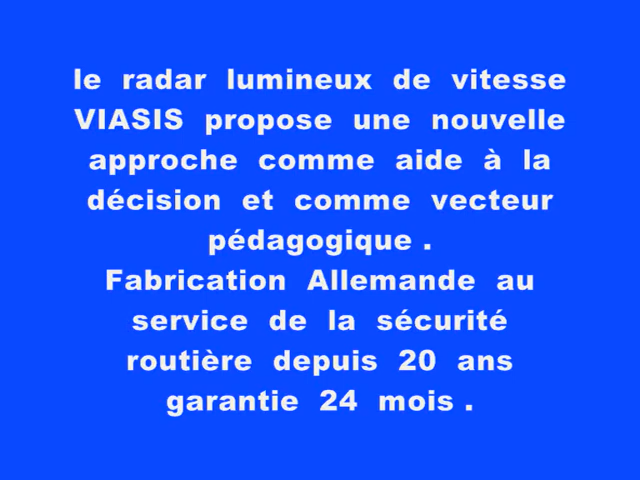 le radar lumineux de vitesse
VIASIS propose une nouvelle
approche comme aide à la
décision et comme vecteur
pédagogique .
Fabrication Allemande au
service de la sécurité
routière depuis 20 ans
garantie 24 mois .